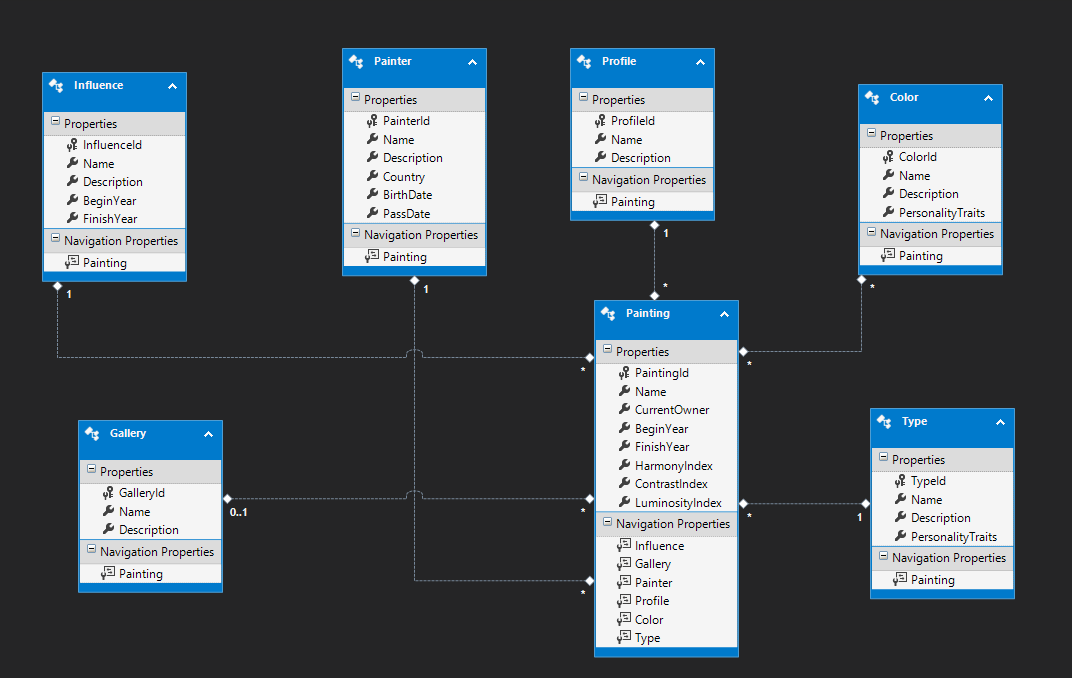 Influence
Properties
InfluenceId
Name
Description
BeginYear
FinishYear
Navigation Properties
Painting
1
Painter
Properties
PainterId
Name
Description
Country
BirthDate
PassDate
Navigation Properties
Painting
1
Profile
Properties
ProfileId
Name
Description
Navigation Properties
Painting
1
*
Color
Properties
ColorId
Name
Description
PersonalityTraits
Navigation Properties
Painting
*
Painting
Properties
PaintingId
Name
CurrentOwner
BeginYear
FinishYear
HarmonyIndex
ContrastIndex
LuminosityIndex
Navigation Properties
Influence
Gallery
Painter
Profile
Color
Type
*
*
*
*
*
Gallery
Properties
GalleryId
Name
Description
Navigation Properties
Painting
0..1
Type
Properties
TypeId
Name
Description
PersonalityTraits
Navigation Properties
Painting
1